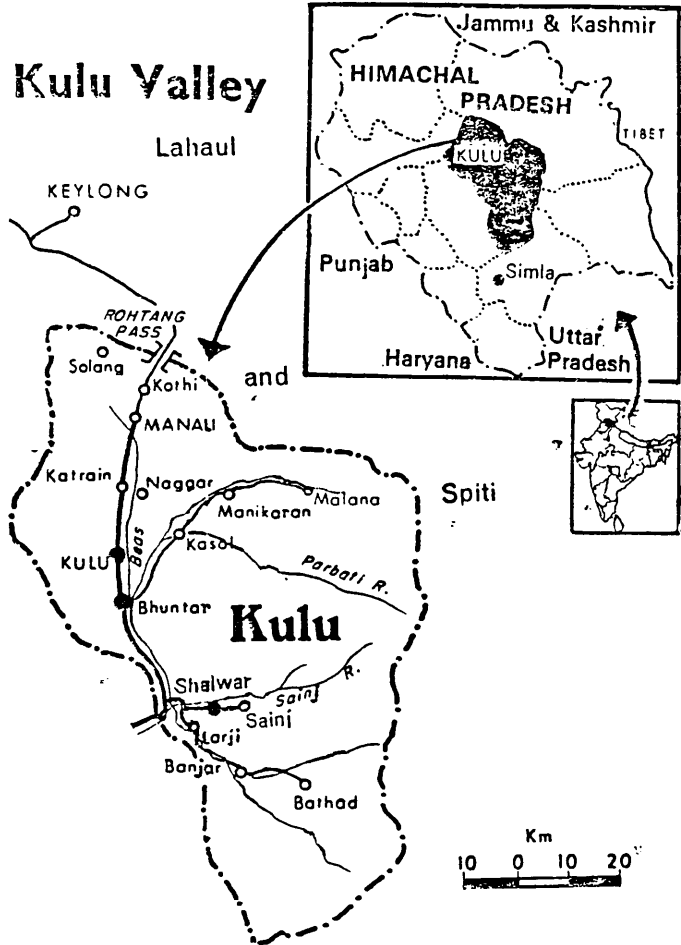 Kulu Valley
Jammu & Kashmir
HIMACHAL
PRADESH
TIBET
KULU
Punjab
Simla
Uttar
Pradesh
Haryana
Lahaul
KEYLONG
ROHTANG
PASS
Solang
Kothi
and
MANALI
Katrain
Naggar
Manikaran
Malana
Spiti
Beas
Kasol
KULU
Parbati R.
Bhuntar
Kulu
Shalwar
Sainj R.
Sainj
Larji
Banjar
Bathad
Km
10 0 10 20